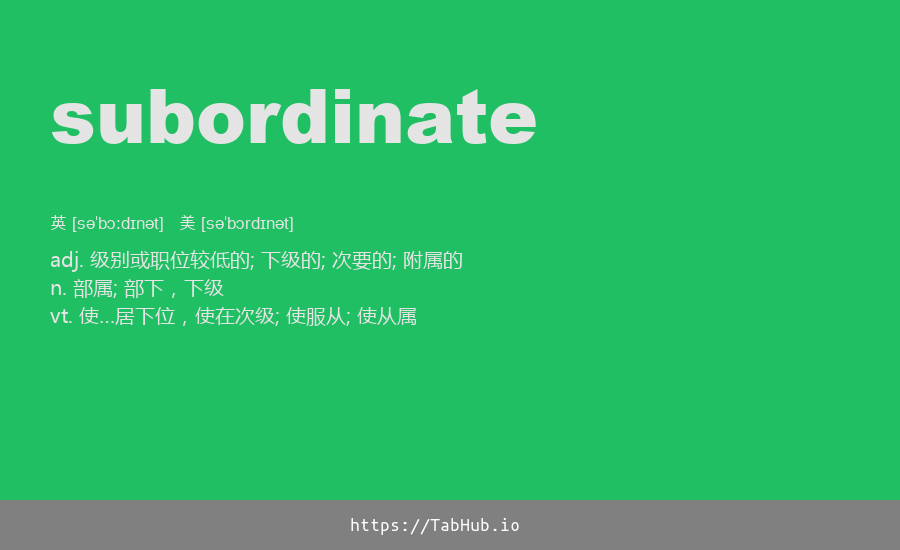 subordinate
英 [səˈbɔːdɪnət] 美 [səˈbɔrdɪnət]
adj. 级别或职位较低的; 下级的; 次要的; 附属的
n. 部属; 部下，下级
vt. 使…居下位，使在次级; 使服从; 使从属
https://TabHub.io